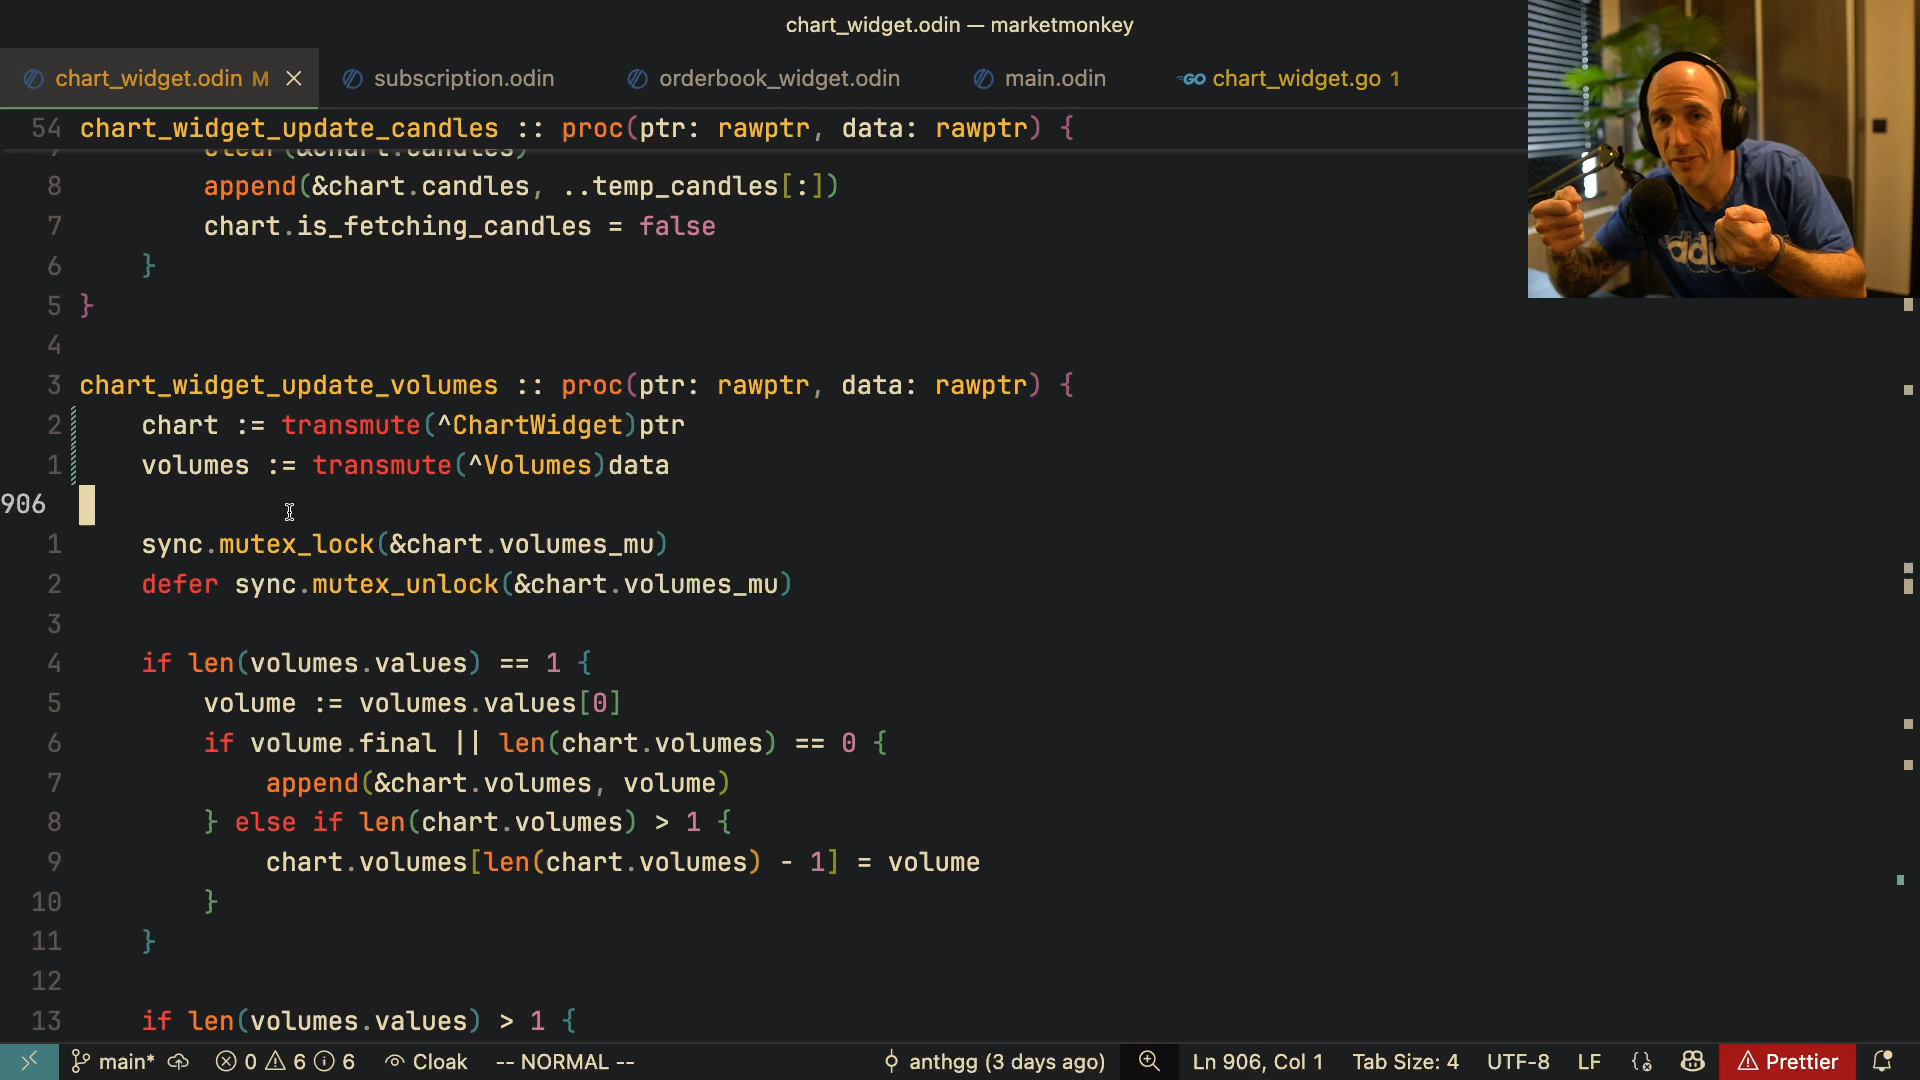 chart_widget.odin — marketmonkey
chart_widget.odin M
subscription.odin
orderbook_widget.odin
main.odin
GO chart_widget.go 1
54 chart_widget_update_candles :: proc(ptr: rawptr, data: rawptr) {
7 clear(&chart.candles)
8 append(&chart.candles, ..temp_candles[:])
7 chart.is_fetching_candles = false
6 }
5 }
4
3 chart_widget_update_volumes :: proc(ptr: rawptr, data: rawptr) {
2 chart := transmute(^ChartWidget)ptr
1 volumes := transmute(^Volumes)data
906
1 sync.mutex_lock(&chart.volumes_mu)
2 defer sync.mutex_unlock(&chart.volumes_mu)
3
4 if len(volumes.values) == 1 {
5 volume := volumes.values[0]
6 if volume.final || len(chart.volumes) == 0 {
7 append(&chart.volumes, volume)
8 } else if len(chart.volumes) > 1 {
9 chart.volumes[len(chart.volumes) - 1] = volume
10 }
11 }
12
13 if len(volumes.values) > 1 {
main* 0 6 6 Cloak -- NORMAL -- anthgg (3 days ago) Ln 906, Col 1 Tab Size: 4 UTF-8 LF Prettier